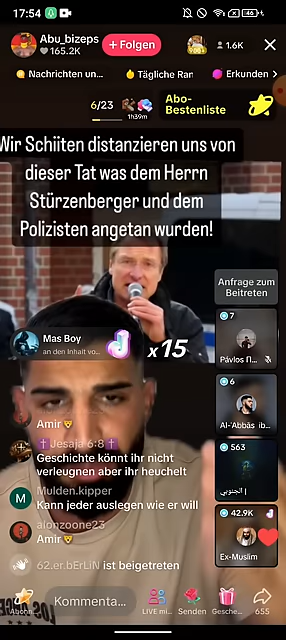 17:54
46
Abu_bizeps
165.2K
+ Folgen
1.6K
Nachrichten un...
Tägliche Ran
Erkunden
6/23
1h39m
Abo-
Bestenliste
Wir Schiiten distanzieren uns von
dieser Tat was dem Herrn
Stürzenberger und dem
Polizisten angetan wurden!
Anfrage zum
Beitreten
Mas Boy
an den Inhalt vo...
x15
7
Pávlos Π...
6
Al-'Abbās ib...
563
الجنوبي |
42.9K
Ex-Muslim
Amir
Jesaja 6:8
Geschichte könnt ihr nicht
verleugnen aber ihr heuchelt
M
Mulden.kipper
Kann jeder auslegen wie er will
alonzoone23
Amir
62.er.bErLiN ist beigetreten
Abonn...
Kommenta...
LIVE mi...
Senden
Gesche...
655